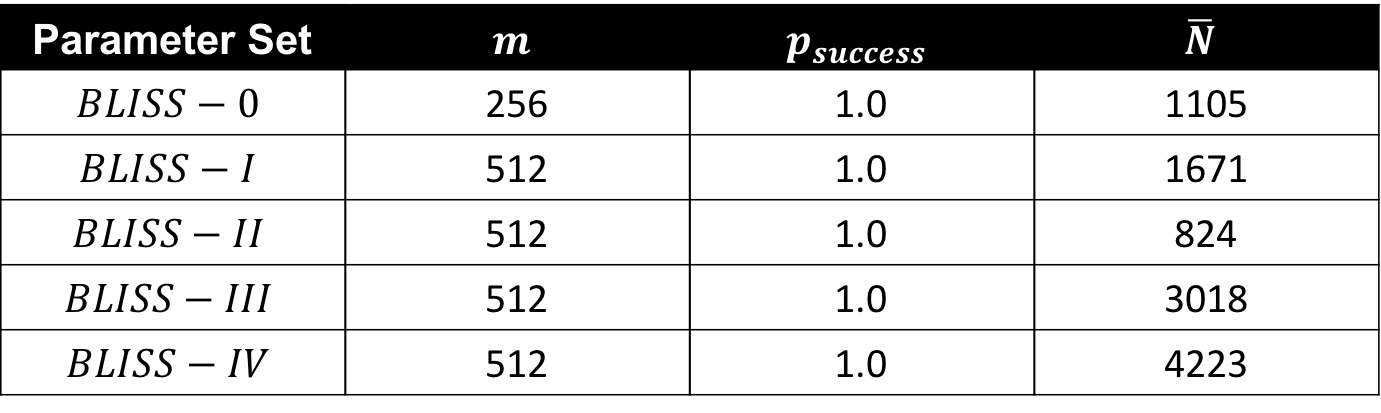 Parameter Set m p_success N̅
BLISS − 0 256 1.0 1105
BLISS − I 512 1.0 1671
BLISS − II 512 1.0 824
BLISS − III 512 1.0 3018
BLISS − IV 512 1.0 4223